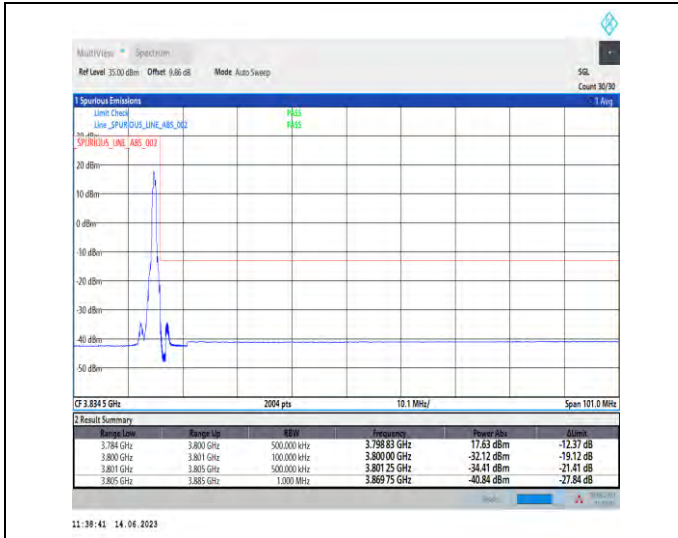 MultiView Spectrum
Ref Level 35.00 dBm Offset 9.86 dB Mode Auto Sweep SGL
Count 30/30
1 Spurious Emissions 1 Avg
Limit Check PASS
Line _SPURIOUS_LINE_ABS_002 PASS
_SPURIOUS_LINE_ABS_002
20 dBm
10 dBm
0 dBm
-10 dBm
-20 dBm
-30 dBm
-40 dBm
-50 dBm
CF 3.834 5 GHz 2004 pts 10.1 MHz/ Span 101.0 MHz
2 Result Summary
Range Low Range Up RBW Frequency Power Abs ΔLimit
3.784 GHz 3.800 GHz 500.000 kHz 3.798 83 GHz 17.63 dBm -12.37 dB
3.800 GHz 3.801 GHz 100.000 kHz 3.800 00 GHz -32.12 dBm -19.12 dB
3.801 GHz 3.805 GHz 500.000 kHz 3.801 25 GHz -34.41 dBm -21.41 dB
3.805 GHz 3.885 GHz 1.000 MHz 3.869 75 GHz -40.84 dBm -27.84 dB
11:38:41 14.06.2023